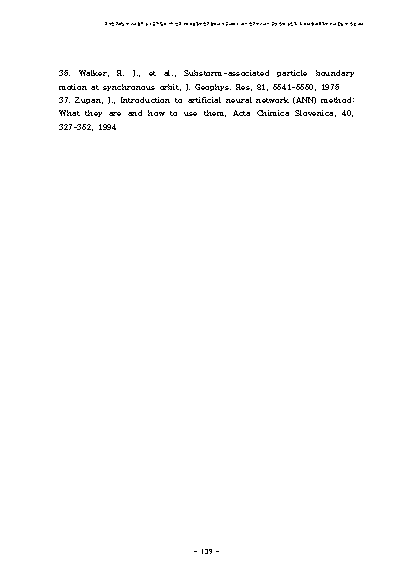 36. Walker, R. J., et al., Substorm-associated particle boundary
motion at synchronous orbit, J. Geophys. Res, 81, 5541-5550, 1976
37. Zupan, J., Introduction to artificial neural network (ANN) method:
What they are and how to use them, Acta Chimica Slovenica, 40,
327-352, 1994
- 139 -